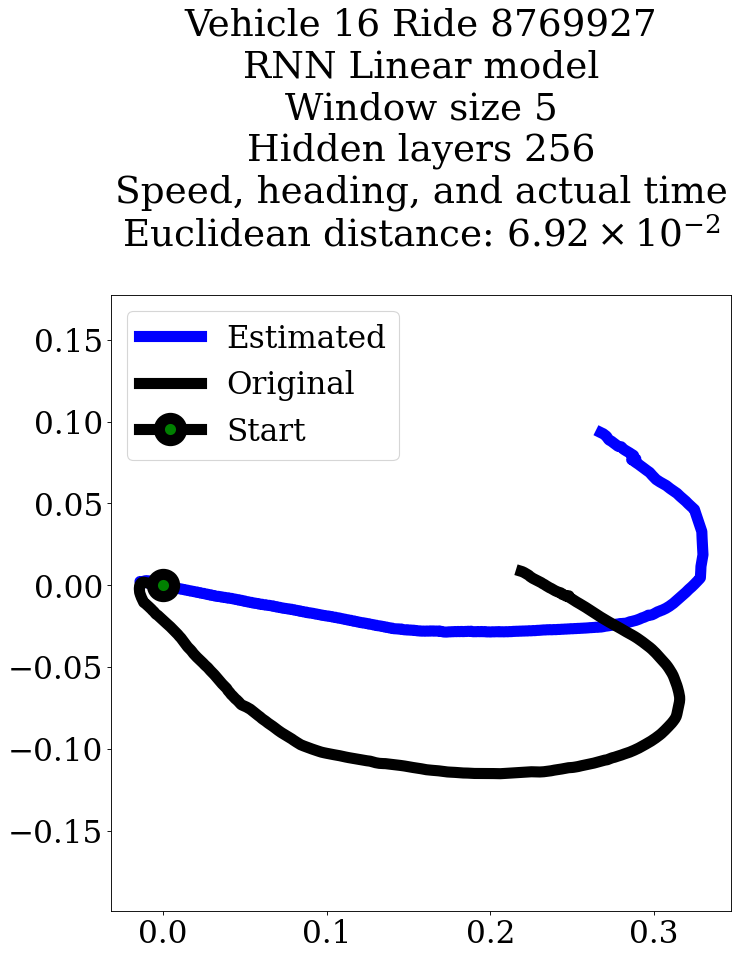 Vehicle 16 Ride 8769927
RNN Linear model
Window size 5
Hidden layers 256
Speed, heading, and actual time
Euclidean distance: 6.92 × 10⁻²
Estimated
Original
Start
0.15
0.10
0.05
0.00
−0.05
−0.10
−0.15
0.0 0.1 0.2 0.3